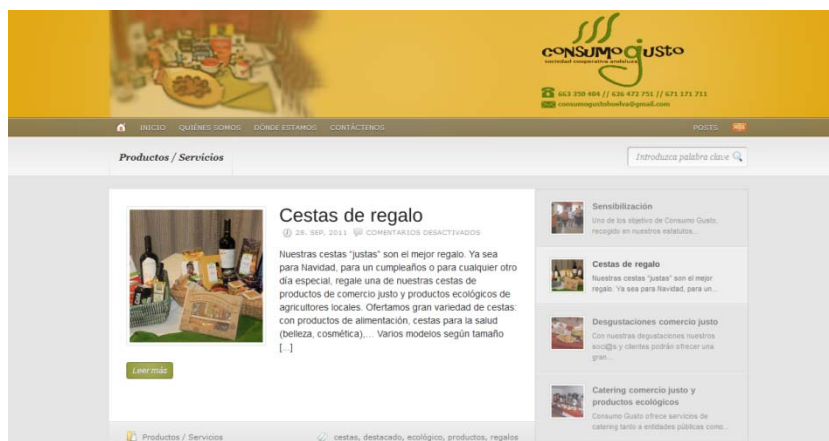 CONSUMO GUSTO
sociedad cooperativa andaluza
663 350 404 // 636 472 751 // 671 171 711
consumogustohuelva@gmail.com
INICIO QUIÉNES SOMOS DÓNDE ESTAMOS CONTÁCTENOS POSTS
Productos / Servicios
Introduzca palabra clave
Cestas de regalo
28. SEP, 2011 COMENTARIOS DESACTIVADOS
Nuestras cestas "justas" son el mejor regalo. Ya sea
para Navidad, para un cumpleaños o para cualquier otro
día especial, regale una de nuestras cestas de
productos de comercio justo y productos ecológicos de
agricultores locales. Ofertamos gran variedad de cestas:
con productos de alimentación, cestas para la salud
(belleza, cosmética),... Varios modelos según tamaño
[...]
Leer más
Productos / Servicios
cestas, destacado, ecológico, productos, regalos
Sensibilización
Uno de los objetivo de Consumo Gusto,
recogido en nuestros estatutos...
Cestas de regalo
Nuestras cestas "justas" son el mejor
regalo. Ya sea para Navidad, para un...
Desgustaciones comercio justo
Con nuestras degustaciones nuestros
soci@s y clientes podrán ofrecer una
gran...
Catering comercio justo y
productos ecológicos
Consumo Gusto ofrece servicios de
catering tanto a entidades públicas como...